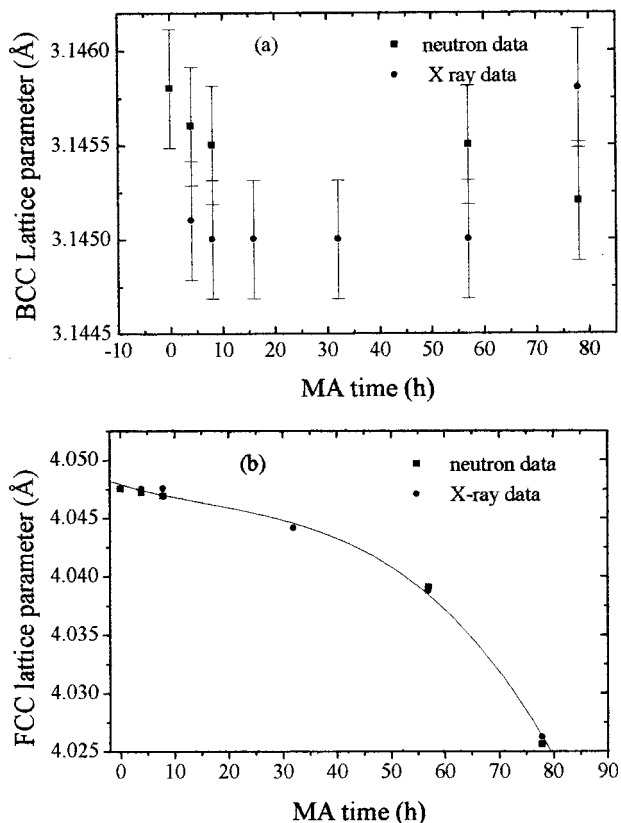 (a)
neutron data
X ray data
3.1460
3.1455
3.1450
3.1445
BCC Lattice parameter (Å)
-10 0 10 20 30 40 50 60 70 80
MA time (h)
(b)
neutron data
X-ray data
4.050
4.045
4.040
4.035
4.030
4.025
FCC lattice parameter (Å)
0 10 20 30 40 50 60 70 80 90
MA time (h)